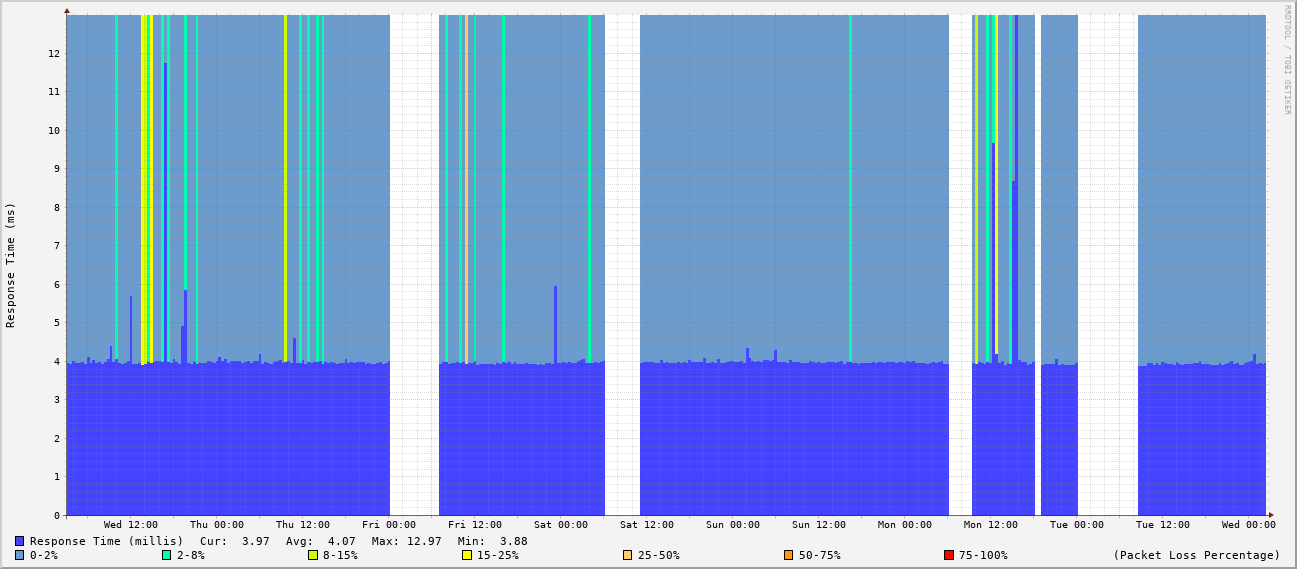 RRDTOOL / TOBI OETIKER
Response Time (ms)
12
11
10
9
8
7
6
5
4
3
2
1
0
Wed 12:00 Thu 00:00 Thu 12:00 Fri 00:00 Fri 12:00 Sat 00:00 Sat 12:00 Sun 00:00 Sun 12:00 Mon 00:00 Mon 12:00 Tue 00:00 Tue 12:00 Wed 00:00
Response Time (millis) Cur: 3.97 Avg: 4.07 Max: 12.97 Min: 3.88
0-2% 2-8% 8-15% 15-25% 25-50% 50-75% 75-100% (Packet Loss Percentage)